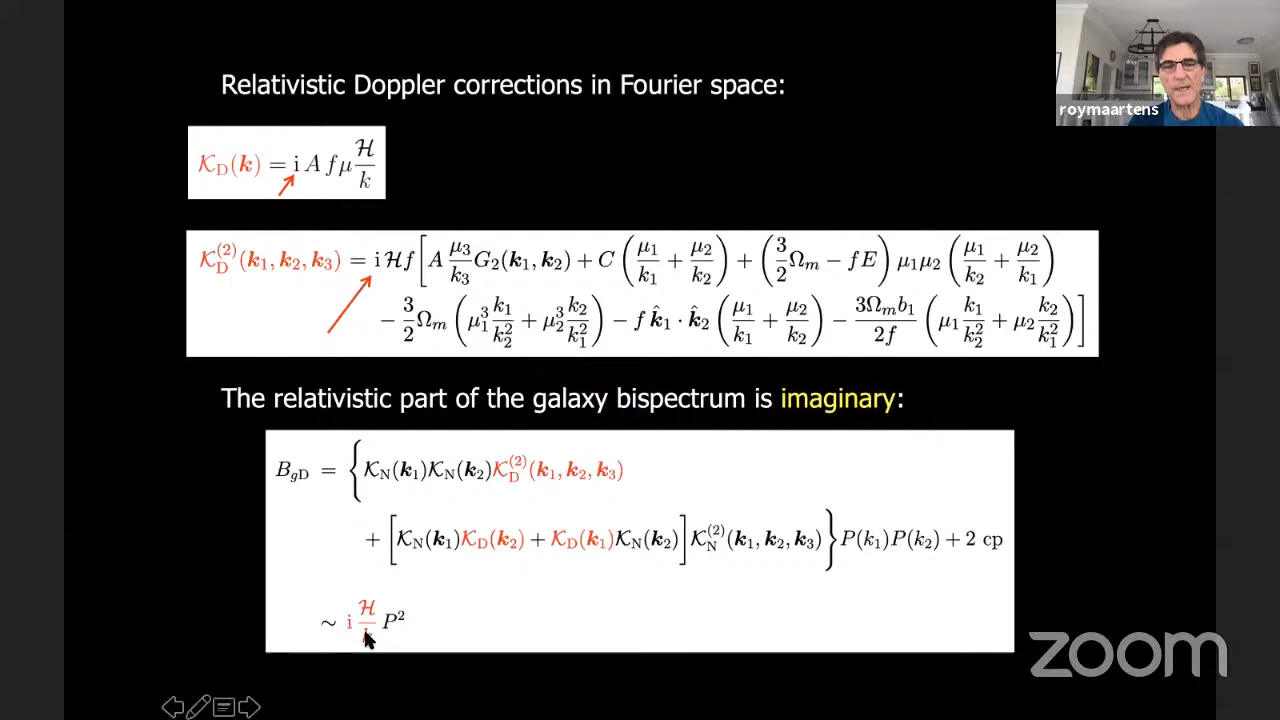 Relativistic Doppler corrections in Fourier space:
roymaartens
𝒦_D(k) = i A f μ ℋ/k
𝒦_D^(2)(k₁, k₂, k₃) = i ℋ f [ A μ₃/k₃ G₂(k₁, k₂) + C ( μ₁/k₁ + μ₂/k₂ ) + ( 3/2 Ω_m − f E ) μ₁μ₂ ( μ₁/k₂ + μ₂/k₁ )
− 3/2 Ω_m ( μ₁³ k₁/k₂² + μ₂³ k₂/k₁² ) − f k̂₁ · k̂₂ ( μ₁/k₁ + μ₂/k₂ ) − 3Ω_m b₁/2f ( μ₁ k₁/k₂² + μ₂ k₂/k₁² ) ]
The relativistic part of the galaxy bispectrum is imaginary:
B_gD = { 𝒦_N(k₁)𝒦_N(k₂)𝒦_D^(2)(k₁, k₂, k₃)
+ [ 𝒦_N(k₁)𝒦_D(k₂) + 𝒦_D(k₁)𝒦_N(k₂) ] 𝒦_N^(2)(k₁, k₂, k₃) } P(k₁)P(k₂) + 2 cp
∼ i ℋ/k P²
zoom